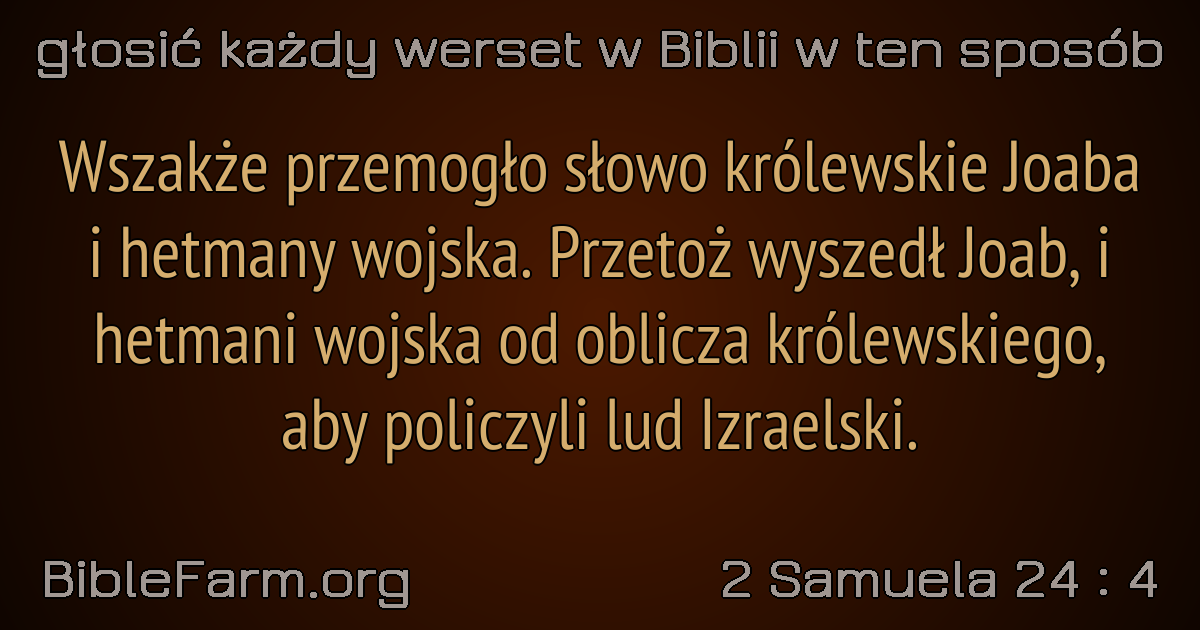 głosić każdy werset w Biblii w ten sposób
Wszakże przemogło słowo królewskie Joaba
i hetmany wojska. Przetoż wyszedł Joab, i
hetmani wojska od oblicza królewskiego,
aby policzyli lud Izraelski.
BibleFarm.org
2 Samuela 24 : 4